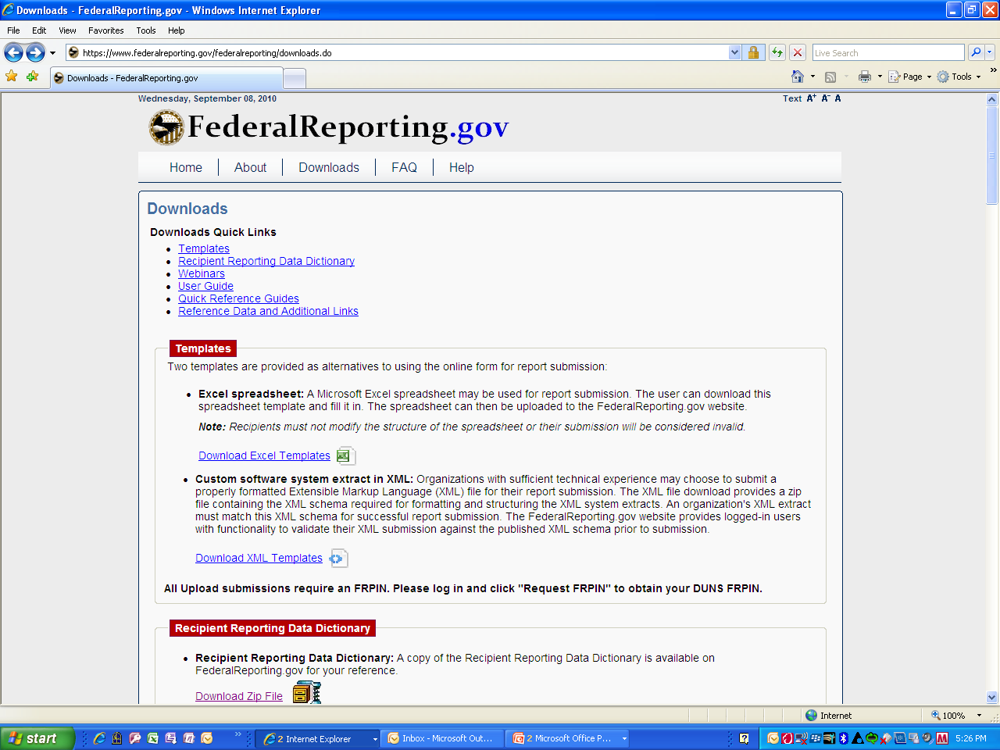 Downloads - FederalReporting.gov - Windows Internet Explorer
File Edit View Favorites Tools Help
https://www.federalreporting.gov/federalreporting/downloads.do
Live Search
Downloads - FederalReporting.gov
Page Tools
Wednesday, September 08, 2010
Text A+ A- A
FederalReporting.gov
Home About Downloads FAQ Help
Downloads
Downloads Quick Links
Templates
Recipient Reporting Data Dictionary
Webinars
User Guide
Quick Reference Guides
Reference Data and Additional Links
Templates
Two templates are provided as alternatives to using the online form for report submission:
Excel spreadsheet: A Microsoft Excel spreadsheet may be used for report submission. The user can download this
spreadsheet template and fill it in. The spreadsheet can then be uploaded to the FederalReporting.gov website.
Note: Recipients must not modify the structure of the spreadsheet or their submission will be considered invalid.
Download Excel Templates
Custom software system extract in XML: Organizations with sufficient technical experience may choose to submit a
properly formatted Extensible Markup Language (XML) file for their report submission. The XML file download provides a zip
file containing the XML schema required for formatting and structuring the XML system extracts. An organization's XML extract
must match this XML schema for successful report submission. The FederalReporting.gov website provides logged-in users
with functionality to validate their XML submission against the published XML schema prior to submission.
Download XML Templates
All Upload submissions require an FRPIN. Please log in and click "Request FRPIN" to obtain your DUNS FRPIN.
Recipient Reporting Data Dictionary
Recipient Reporting Data Dictionary: A copy of the Recipient Reporting Data Dictionary is available on
FederalReporting.gov for your reference.
Download Zip File
Internet 100%
start 2 Internet Explorer Inbox - Microsoft Out... 2 Microsoft Office P... 5:26 PM